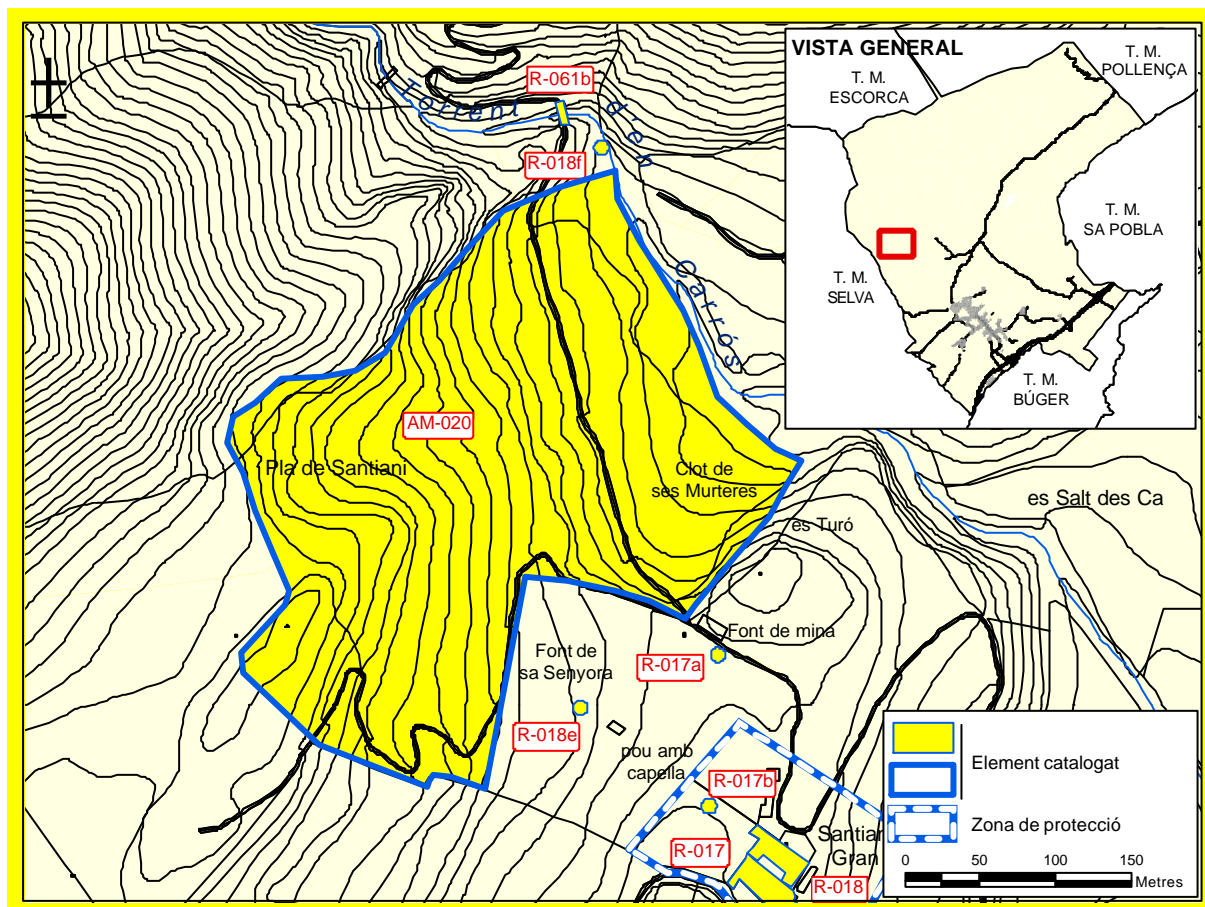 VISTA GENERAL
T. M.
POLLENÇA
T. M.
ESCORCA
T. M.
SA POBLA
T. M.
SELVA
T. M.
BÚGER
R-061b
Torrent d'en Carrós
R-018f
AM-020
Pla de Santiani
Clot de
ses Murteres
es Salt des Ca
es Turó
Font de mina
Font de
sa Senyora
R-017a
R-018e
pou amb
capella
R-017b
R-017
Gran
R-018
Element catalogat
Zona de protecció
0 50 100 150
Metres